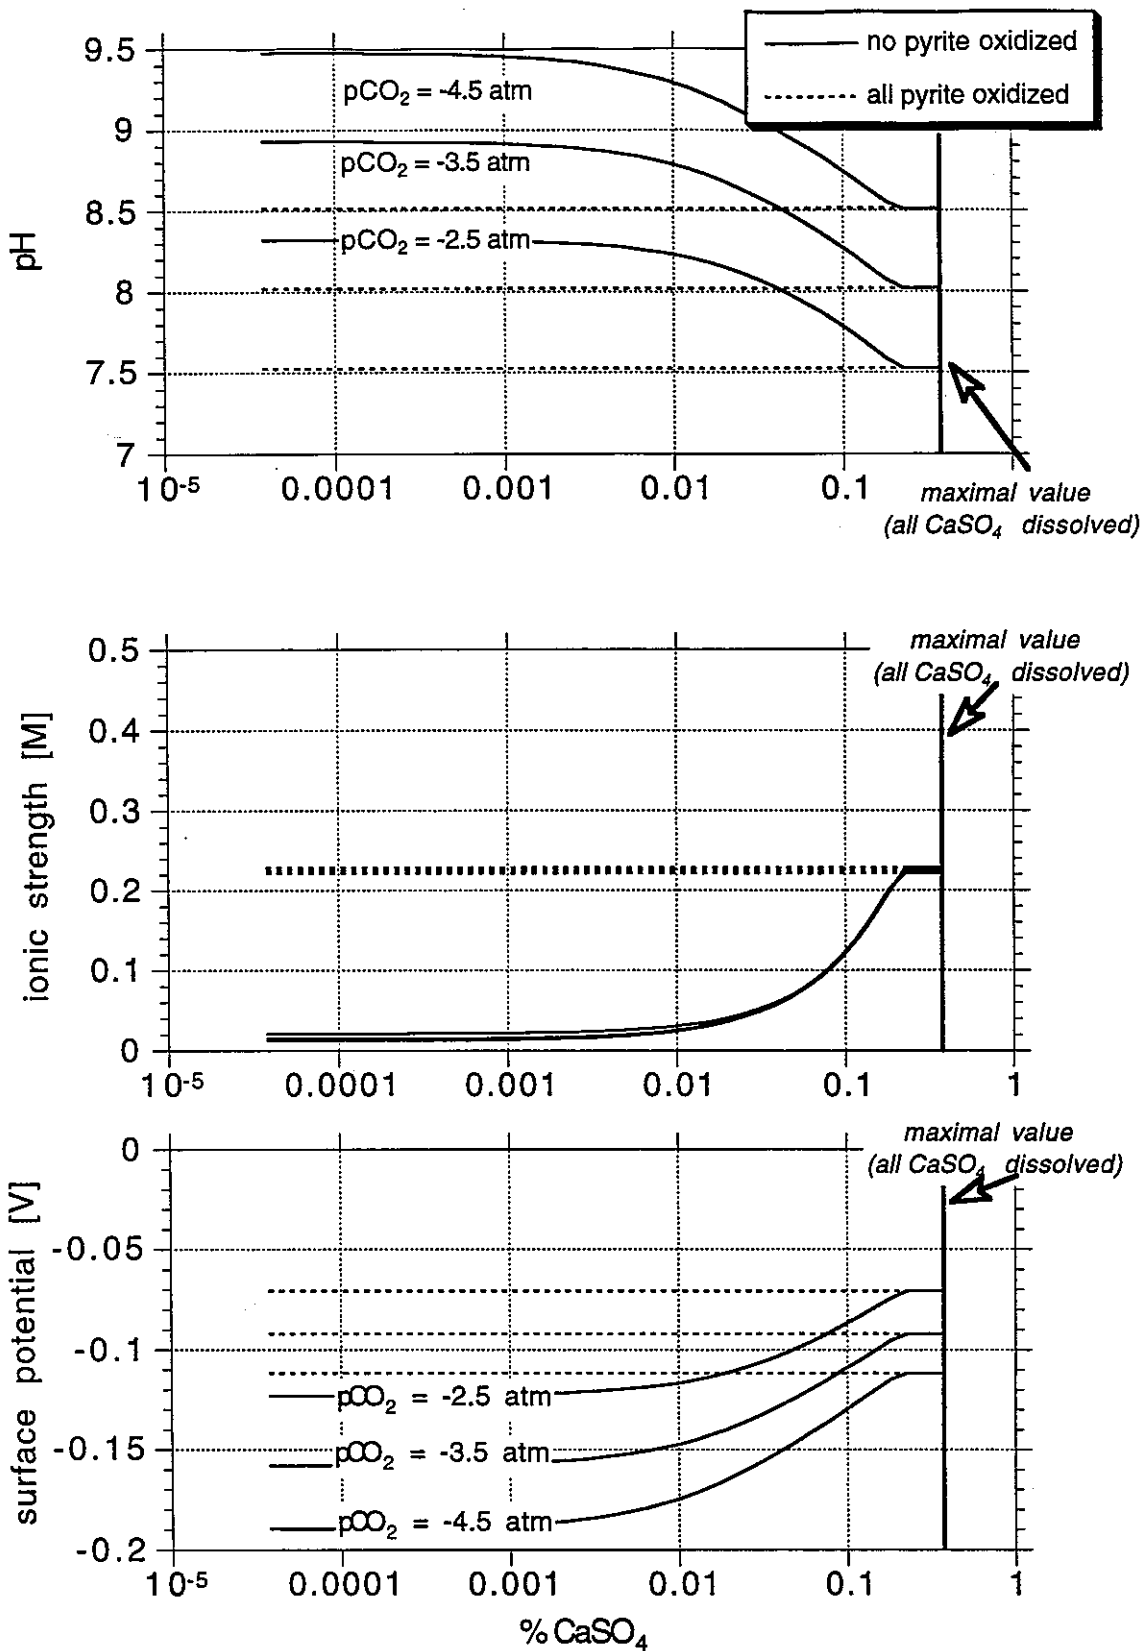 no pyrite oxidized
all pyrite oxidized
9.5
pCO2 = -4.5 atm
9
pCO2 = -3.5 atm
8.5
pCO2 = -2.5 atm
pH
8
7.5
7
10-5 0.0001 0.001 0.01 0.1
maximal value
(all CaSO4 dissolved)
maximal value
(all CaSO4 dissolved)
0.5
0.4
0.3
ionic strength [M]
0.2
0.1
0
10-5 0.0001 0.001 0.01 0.1 1
maximal value
(all CaSO4 dissolved)
0
-0.05
surface potential [V]
-0.1
pCO2 = -2.5 atm
-0.15
pCO2 = -3.5 atm
pCO2 = -4.5 atm
-0.2
10-5 0.0001 0.001 0.01 0.1 1
% CaSO4